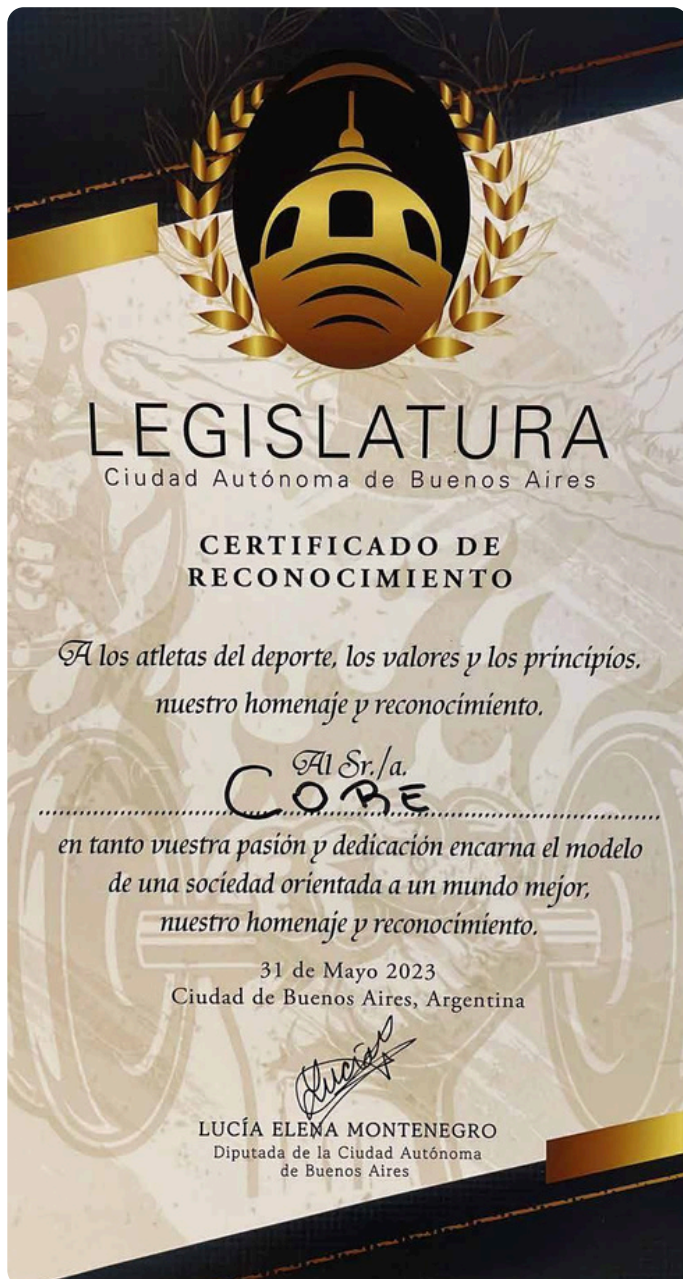 LEGISLATURA
Ciudad Autónoma de Buenos Aires
CERTIFICADO DE
RECONOCIMIENTO
A los atletas del deporte, los valores y los principios.
nuestro homenaje y reconocimiento.
Al Sr./a.
CORE
en tanto vuestra pasión y dedicación encarna el modelo
de una sociedad orientada a un mundo mejor,
nuestro homenaje y reconocimiento.
31 de Mayo 2023
Ciudad de Buenos Aires, Argentina
Lucía
LUCÍA ELENA MONTENEGRO
Diputada de la Ciudad Autónoma
de Buenos Aires